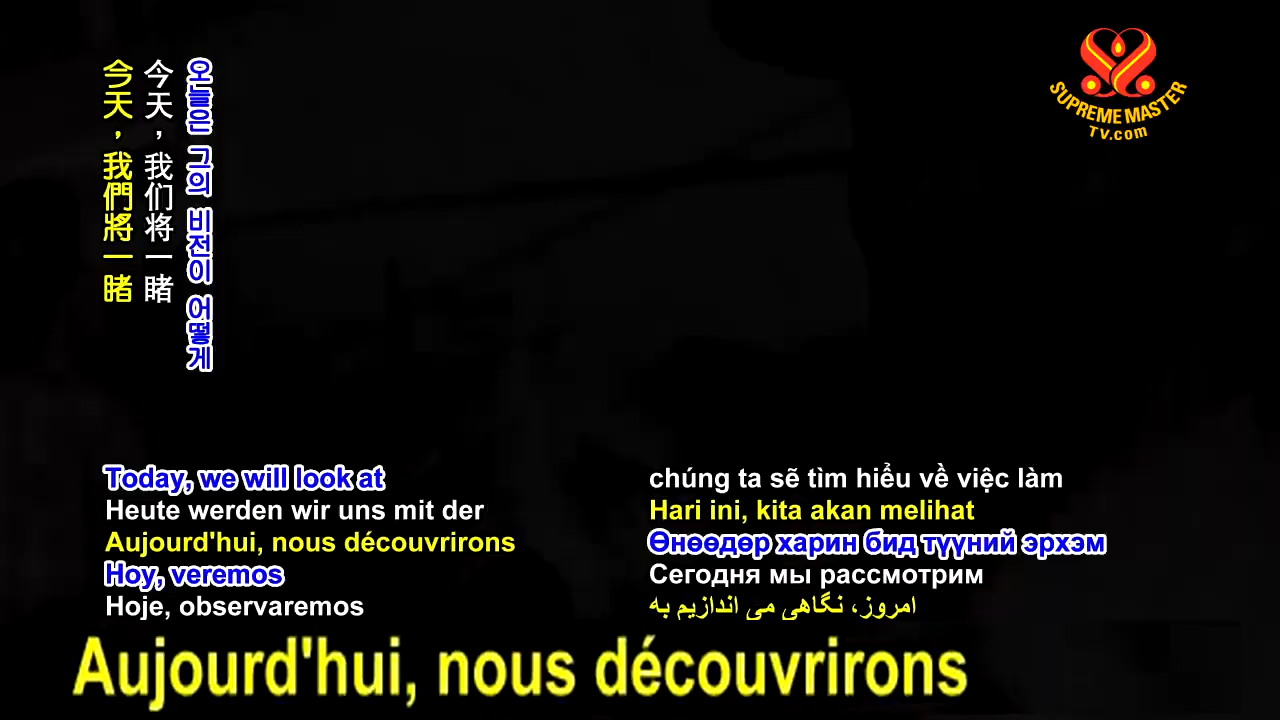 今天，我們將一睹
今天，我们将一睹
오늘은 그의 비전이 어떻게
SUPREME MASTER
TV.com
Today, we will look at
Heute werden wir uns mit der
Aujourd'hui, nous découvrirons
Hoy, veremos
Hoje, observaremos
chúng ta sẽ tìm hiểu về việc làm
Hari ini, kita akan melihat
Өнөөдөр харин бид түүний эрхэм
Сегодня мы рассмотрим
امروز، نگاهی می اندازیم به
Aujourd'hui, nous découvrirons